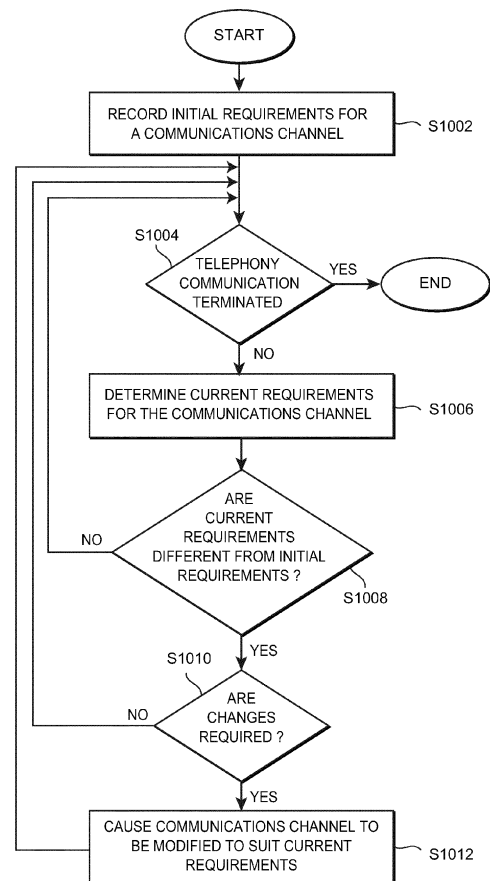 START
RECORD INITIAL REQUIREMENTS FOR
A COMMUNICATIONS CHANNEL
S1002
S1004
TELEPHONY
COMMUNICATION
TERMINATED
YES
END
NO
DETERMINE CURRENT REQUIREMENTS
FOR THE COMMUNICATIONS CHANNEL
S1006
ARE
CURRENT
REQUIREMENTS
DIFFERENT FROM INITIAL
REQUIREMENTS ?
NO
S1008
YES
S1010
ARE
CHANGES
REQUIRED ?
NO
YES
CAUSE COMMUNICATIONS CHANNEL TO
BE MODIFIED TO SUIT CURRENT
REQUIREMENTS
S1012